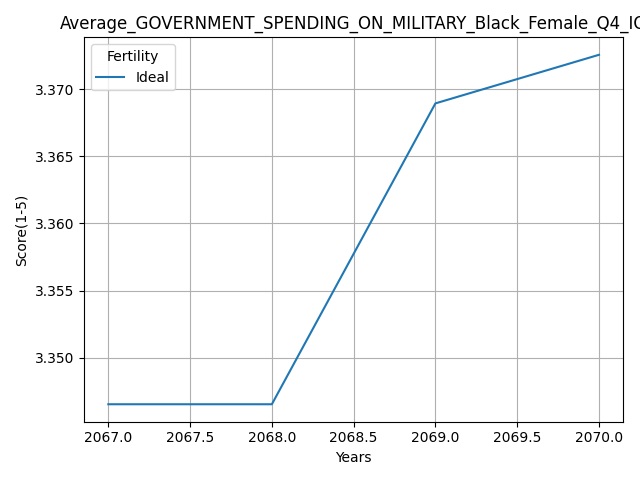 Average_GOVERNMENT_SPENDING_ON_MILITARY_Black_Female_Q4_IC
Fertility
Ideal
3.370
3.365
3.360
3.355
3.350
Score(1-5)
2067.0 2067.5 2068.0 2068.5 2069.0 2069.5 2070.0
Years